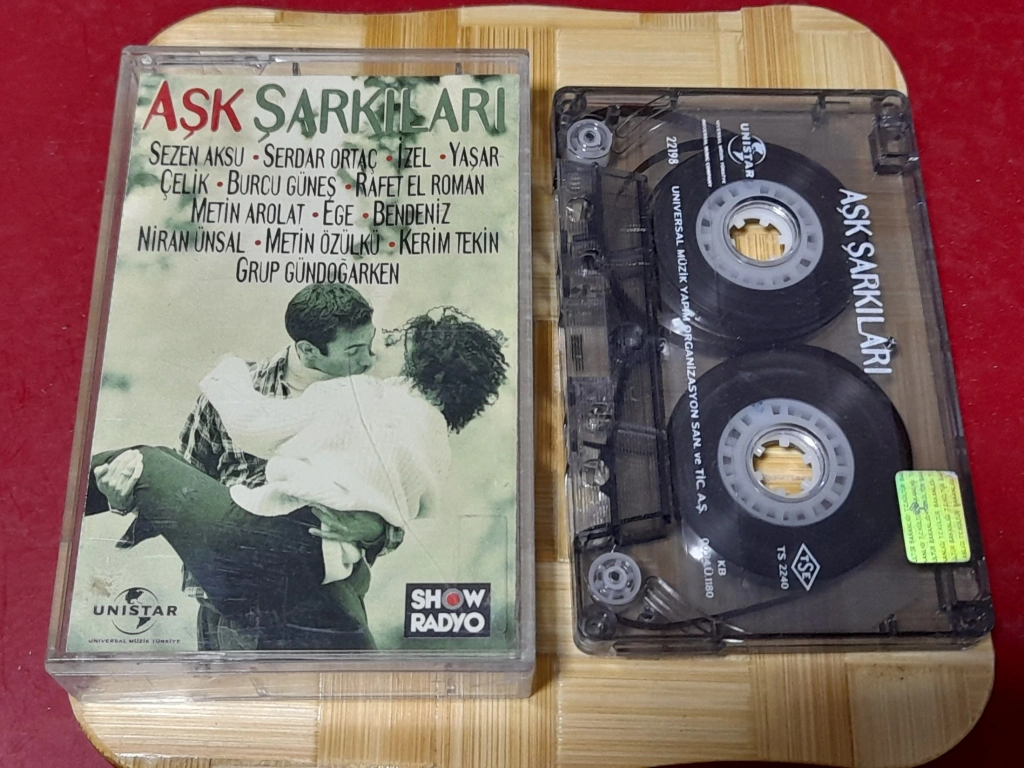 AŞK ŞARKILARI
SEZEN AKSU • SERDAR ORTAÇ • İZEL • YAŞAR
ÇELİK • BURCU GÜNEŞ • RAFET EL ROMAN
METİN AROLAT • EGE • BENDENİZ
NİRAN ÜNSAL • METİN ÖZÜLKÜ • KERİM TEKİN
GRUP GÜNDOĞARKEN
UNISTAR
UNIVERSAL MÜZİK TÜRKİYE
SHOW
RADYO
AŞK ŞARKILARI
UNISTAR
22198
UNIVERSAL MÜZİK YAPIM ORGANİZASYON SAN. ve TİC. A.Ş.
KB
TSE
TS 2240